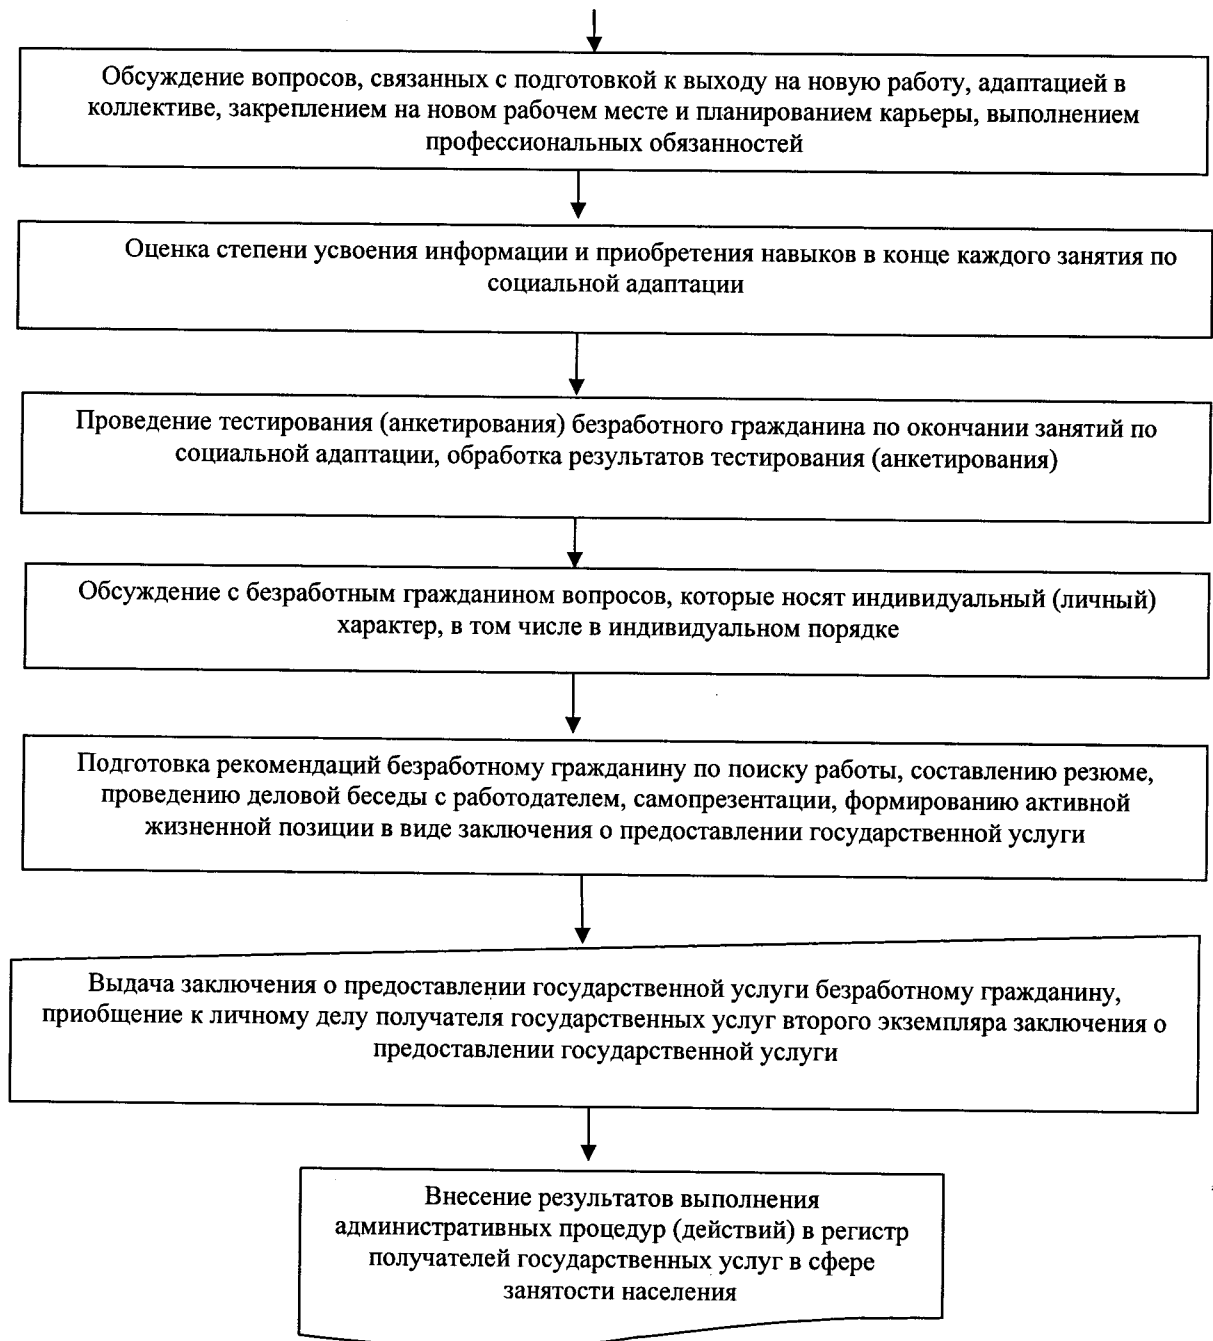 Обсуждение вопросов, связанных с подготовкой к выходу на новую работу, адаптацией в
коллективе, закреплением на новом рабочем месте и планированием карьеры, выполнением
профессиональных обязанностей
Оценка степени усвоения информации и приобретения навыков в конце каждого занятия по
социальной адаптации
Проведение тестирования (анкетирования) безработного гражданина по окончании занятий по
социальной адаптации, обработка результатов тестирования (анкетирования)
Обсуждение с безработным гражданином вопросов, которые носят индивидуальный (личный)
характер, в том числе в индивидуальном порядке
Подготовка рекомендаций безработному гражданину по поиску работы, составлению резюме,
проведению деловой беседы с работодателем, самопрезентации, формированию активной
жизненной позиции в виде заключения о предоставлении государственной услуги
Выдача заключения о предоставлении государственной услуги безработному гражданину,
приобщение к личному делу получателя государственных услуг второго экземпляра заключения о
предоставлении государственной услуги
Внесение результатов выполнения
административных процедур (действий) в регистр
получателей государственных услуг в сфере
занятости населения